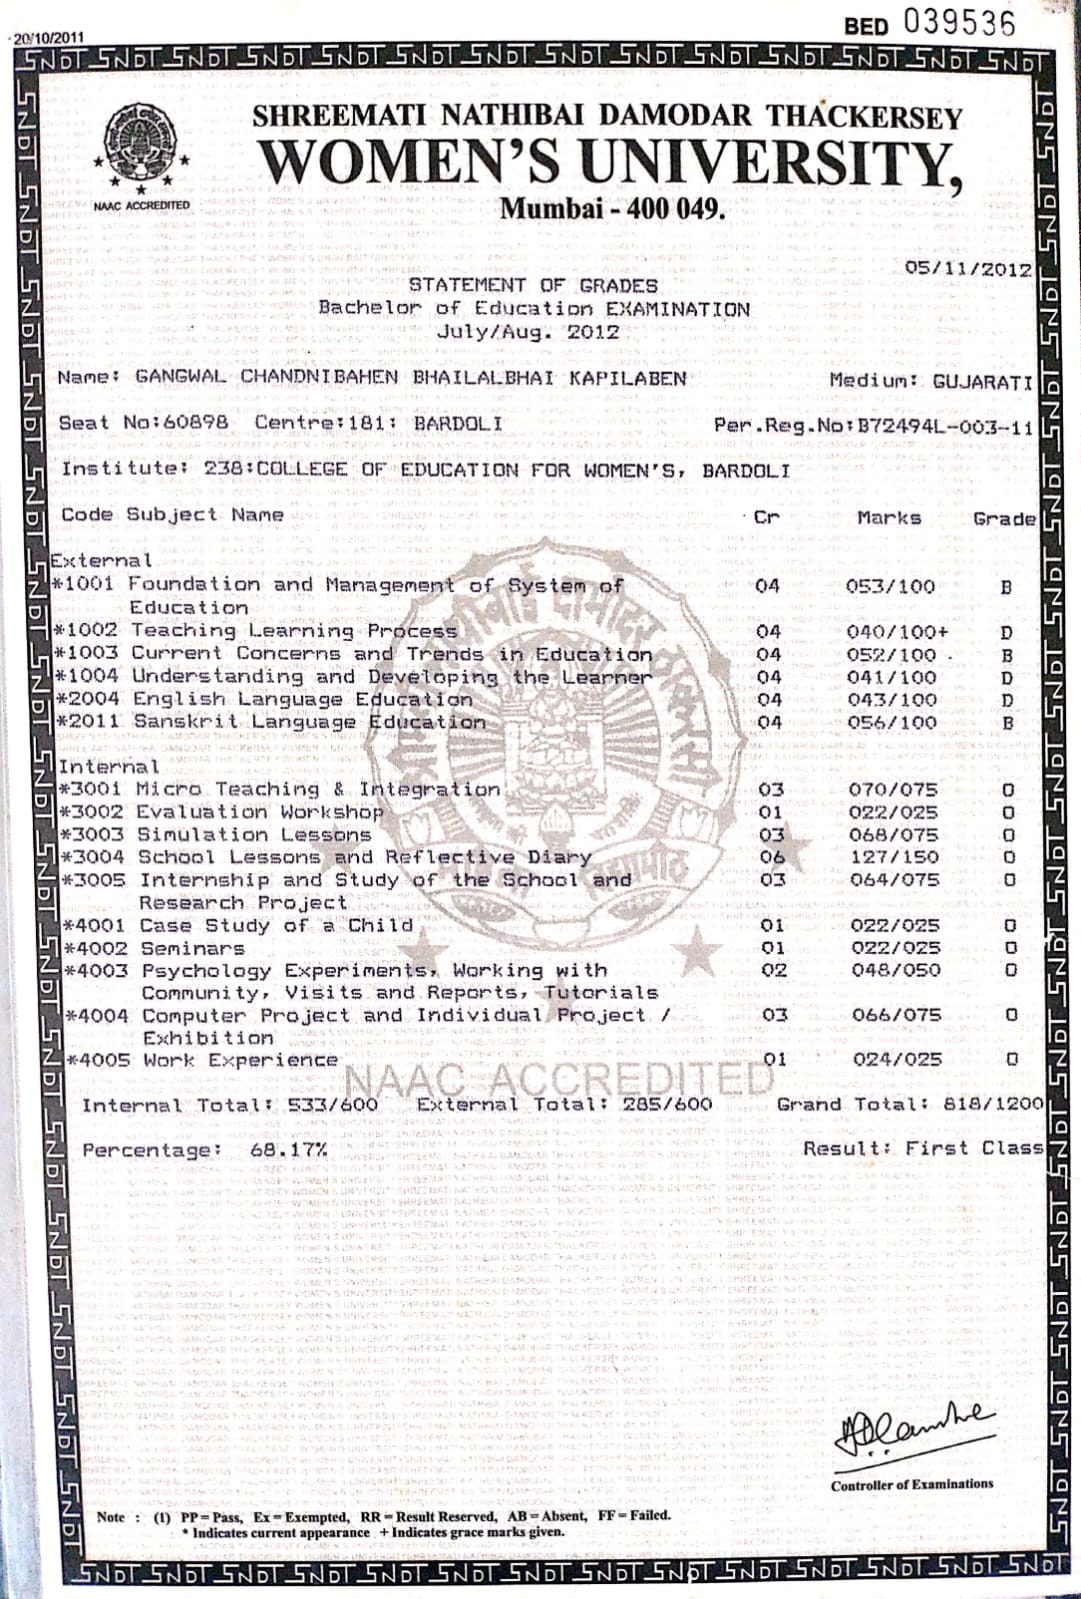 20/10/2011
BED 039536
SHREEMATI NATHIBAI DAMODAR THACKERSEY
WOMEN'S UNIVERSITY,
Mumbai - 400 049.
NAAC ACCREDITED
05/11/2012
STATEMENT OF GRADES
Bachelor of Education EXAMINATION
July/Aug. 2012
Name: GANGWAL CHANDNIBAHEN BHAILALBHAI KAPILABEN Medium: GUJARATI
Seat No:60898 Centre:181: BARDOLI Per.Reg.No:B72494L-003-11
Institute: 238:COLLEGE OF EDUCATION FOR WOMEN'S, BARDOLI
Code Subject Name Cr Marks Grade
External
*1001 Foundation and Management of System of 04 053/100 B
Education
*1002 Teaching Learning Process 04 040/100+ D
*1003 Current Concerns and Trends in Education 04 052/100 B
*1004 Understanding and Developing the Learner 04 041/100 D
*2004 English Language Education 04 043/100 D
*2011 Sanskrit Language Education 04 056/100 B
Internal
*3001 Micro Teaching & Integration 03 070/075 O
*3002 Evaluation Workshop 01 022/025 O
*3003 Simulation Lessons 03 068/075 O
*3004 School Lessons and Reflective Diary 06 127/150 O
*3005 Internship and Study of the School and 03 064/075 O
Research Project
*4001 Case Study of a Child 01 022/025 O
*4002 Seminars 01 022/025 O
*4003 Psychology Experiments, Working with 02 048/050 O
Community, Visits and Reports, Tutorials
*4004 Computer Project and Individual Project / 03 066/075 O
Exhibition
*4005 Work Experience 01 024/025 O
NAAC ACCREDITED
Internal Total: 533/600 External Total: 285/600 Grand Total: 818/1200
Percentage: 68.17% Result: First Class
Controller of Examinations
Note : (1) PP = Pass, Ex = Exempted, RR = Result Reserved, AB = Absent, FF = Failed.
* Indicates current appearance + Indicates grace marks given.